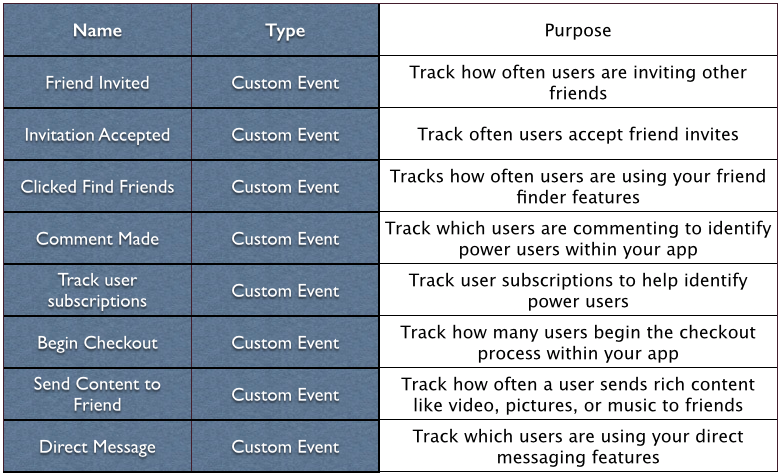 Name Type Purpose
Friend Invited Custom Event Track how often users are inviting other
friends
Invitation Accepted Custom Event Track often users accept friend invites
Clicked Find Friends Custom Event Tracks how often users are using your friend
finder features
Comment Made Custom Event Track which users are commenting to identify
power users within your app
Track user
subscriptions Custom Event Track user subscriptions to help identify
power users
Begin Checkout Custom Event Track how many users begin the checkout
process within your app
Send Content to
Friend Custom Event Track how often a user sends rich content
like video, pictures, or music to friends
Direct Message Custom Event Track which users are using your direct
messaging features